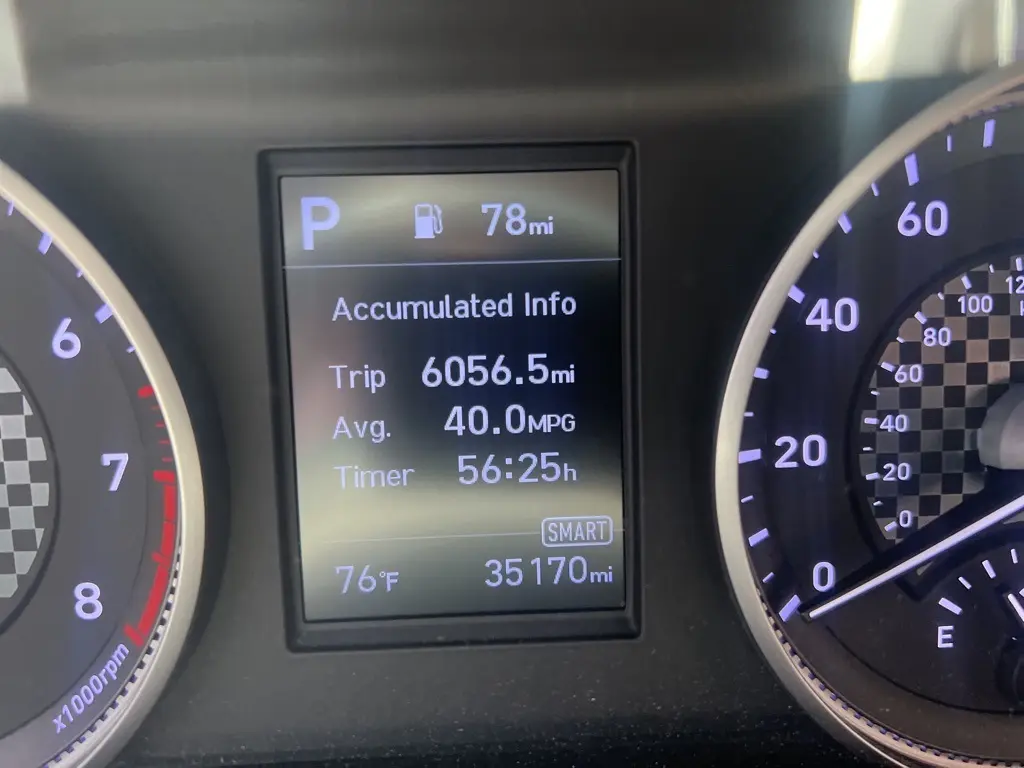 P 78mi
Accumulated Info
Trip 6056.5mi
Avg. 40.0MPG
Timer 56:25h
SMART
76°F 35170mi
6
7
8
x1000rpm
60
40
20
0
100
80
60
40
20
0
E